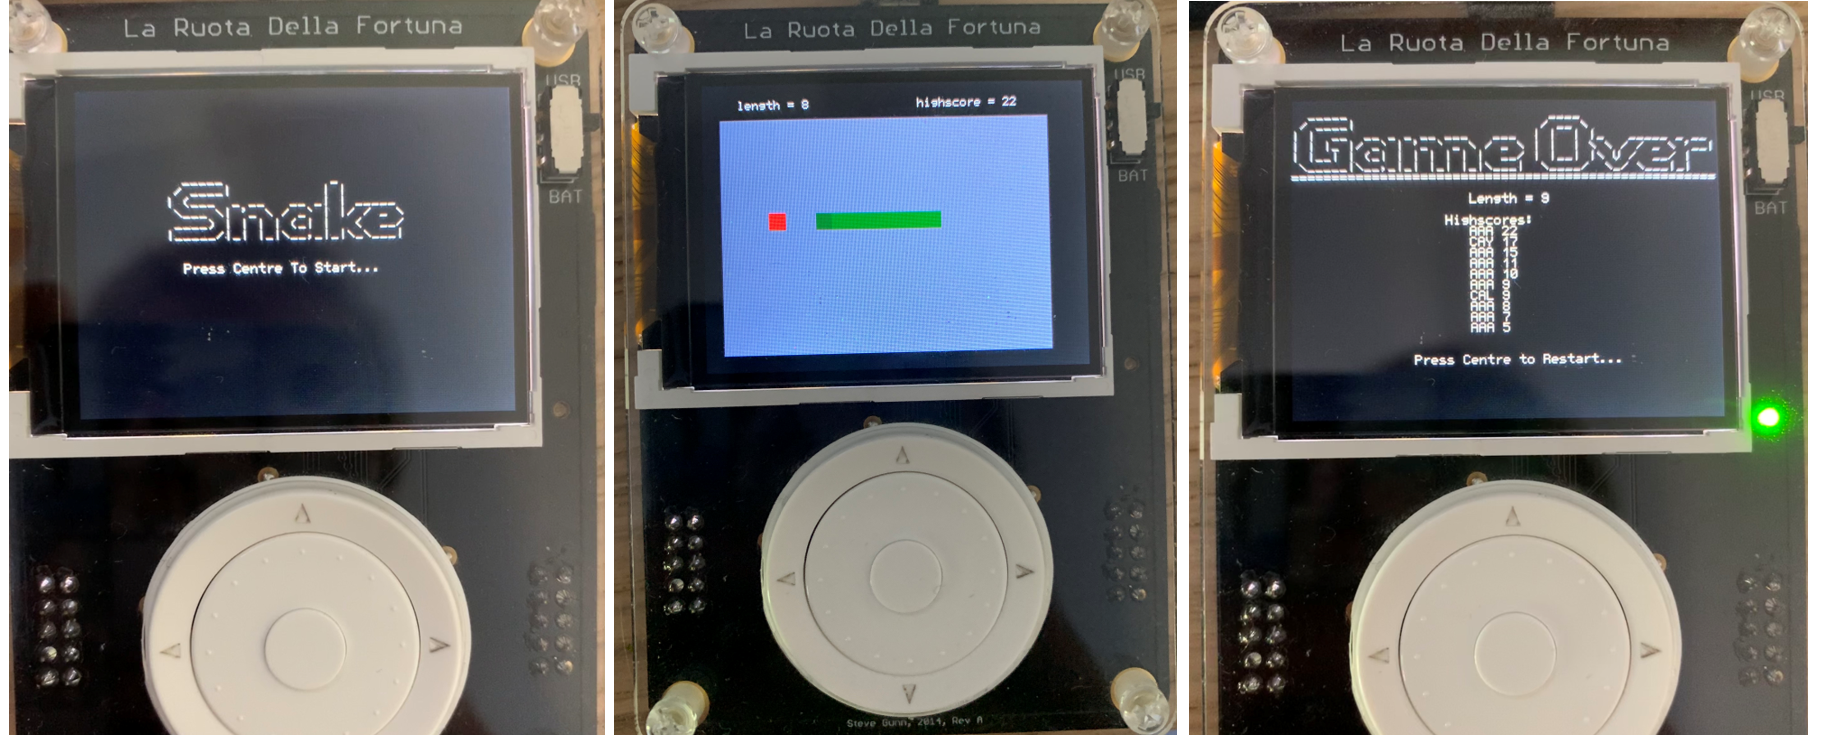 La Ruota Della Fortuna
USB
BAT
Snake
Press Centre To Start...
La Ruota Della Fortuna
USB
BAT
length = 8 highscore = 22
Steve Gunn, 2014, Rev A
La Ruota Della Fortuna
USB
BAT
Game Over
Length = 9
Highscores:
AAA 22
CAY 17
AAA 15
AAA 11
AAA 10
AAA 9
CAL 9
AAA 8
AAA 7
AAA 5
Press Centre to Restart...